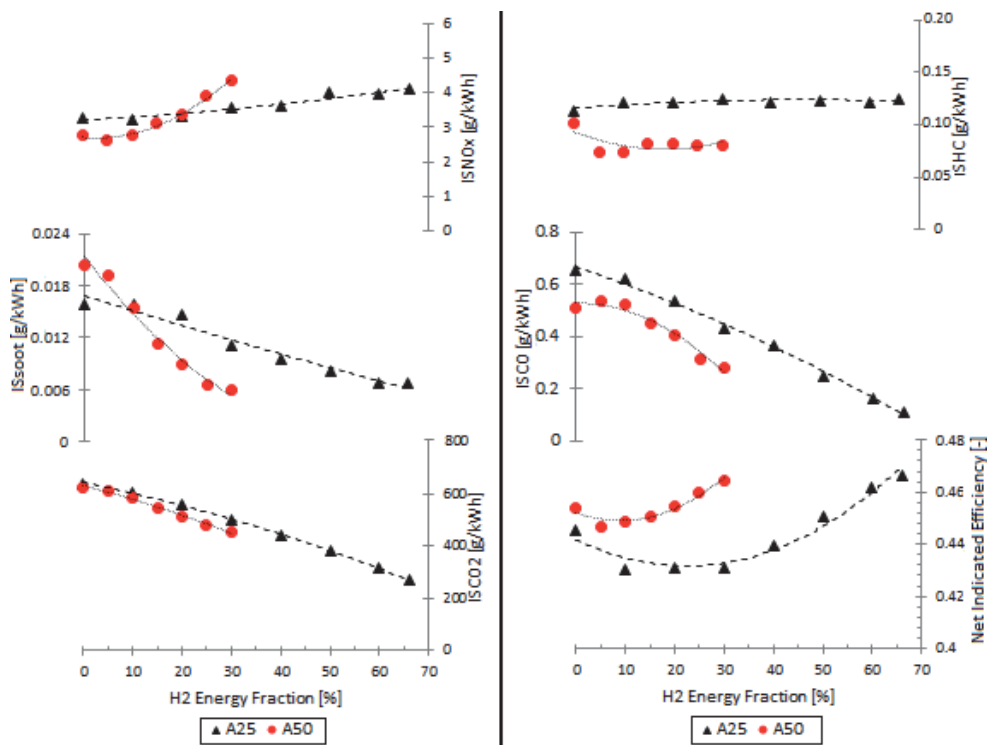 6
5
4
3
2
1
0
ISNOx [g/kWh]
0.024
0.018
0.012
0.006
0
ISsoot [g/kWh]
800
600
400
200
0
ISCO2 [g/kWh]
0 10 20 30 40 50 60 70
H2 Energy Fraction [%]
A25 A50
0.20
0.15
0.10
0.05
0
ISHC [g/kWh]
0.8
0.6
0.4
0.2
0
ISCO [g/kWh]
0.48
0.46
0.44
0.42
0.4
Net Indicated Efficiency [-]
0 10 20 30 40 50 60 70
H2 Energy Fraction [%]
A25 A50